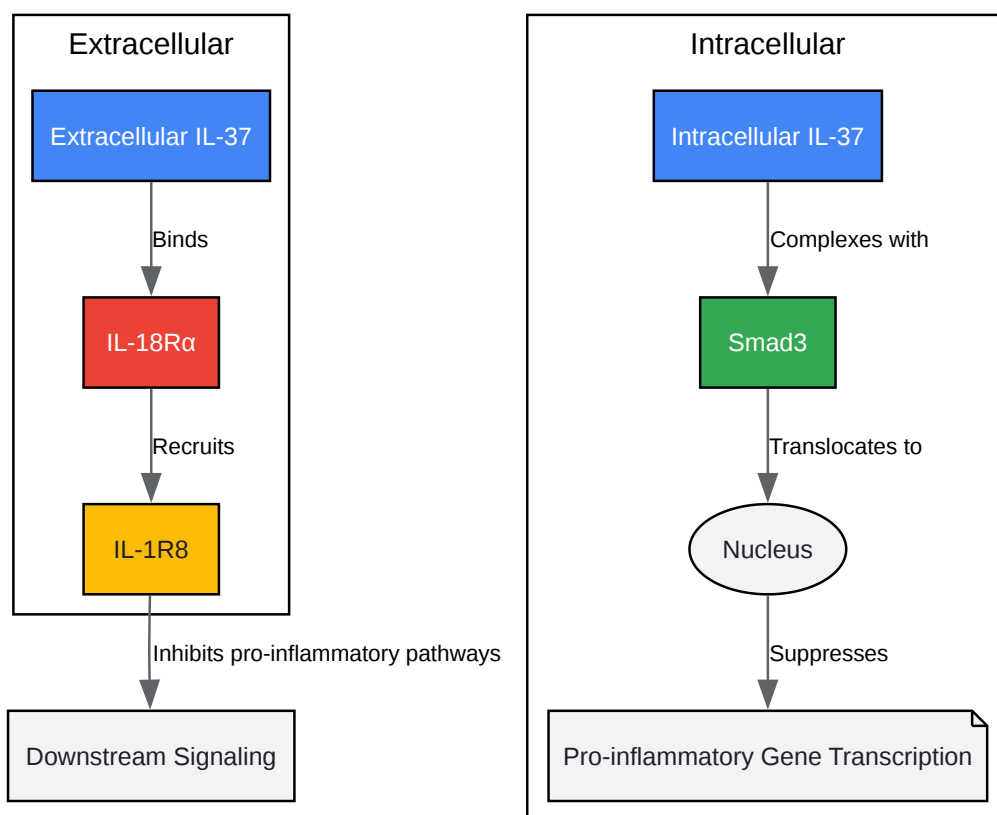 Extracellular
Extracellular IL-37
Binds
IL-18Rα
Recruits
IL-1R8
Inhibits pro-inflammatory pathways
Downstream Signaling
Intracellular
Intracellular IL-37
Complexes with
Smad3
Translocates to
Nucleus
Suppresses
Pro-inflammatory Gene Transcription